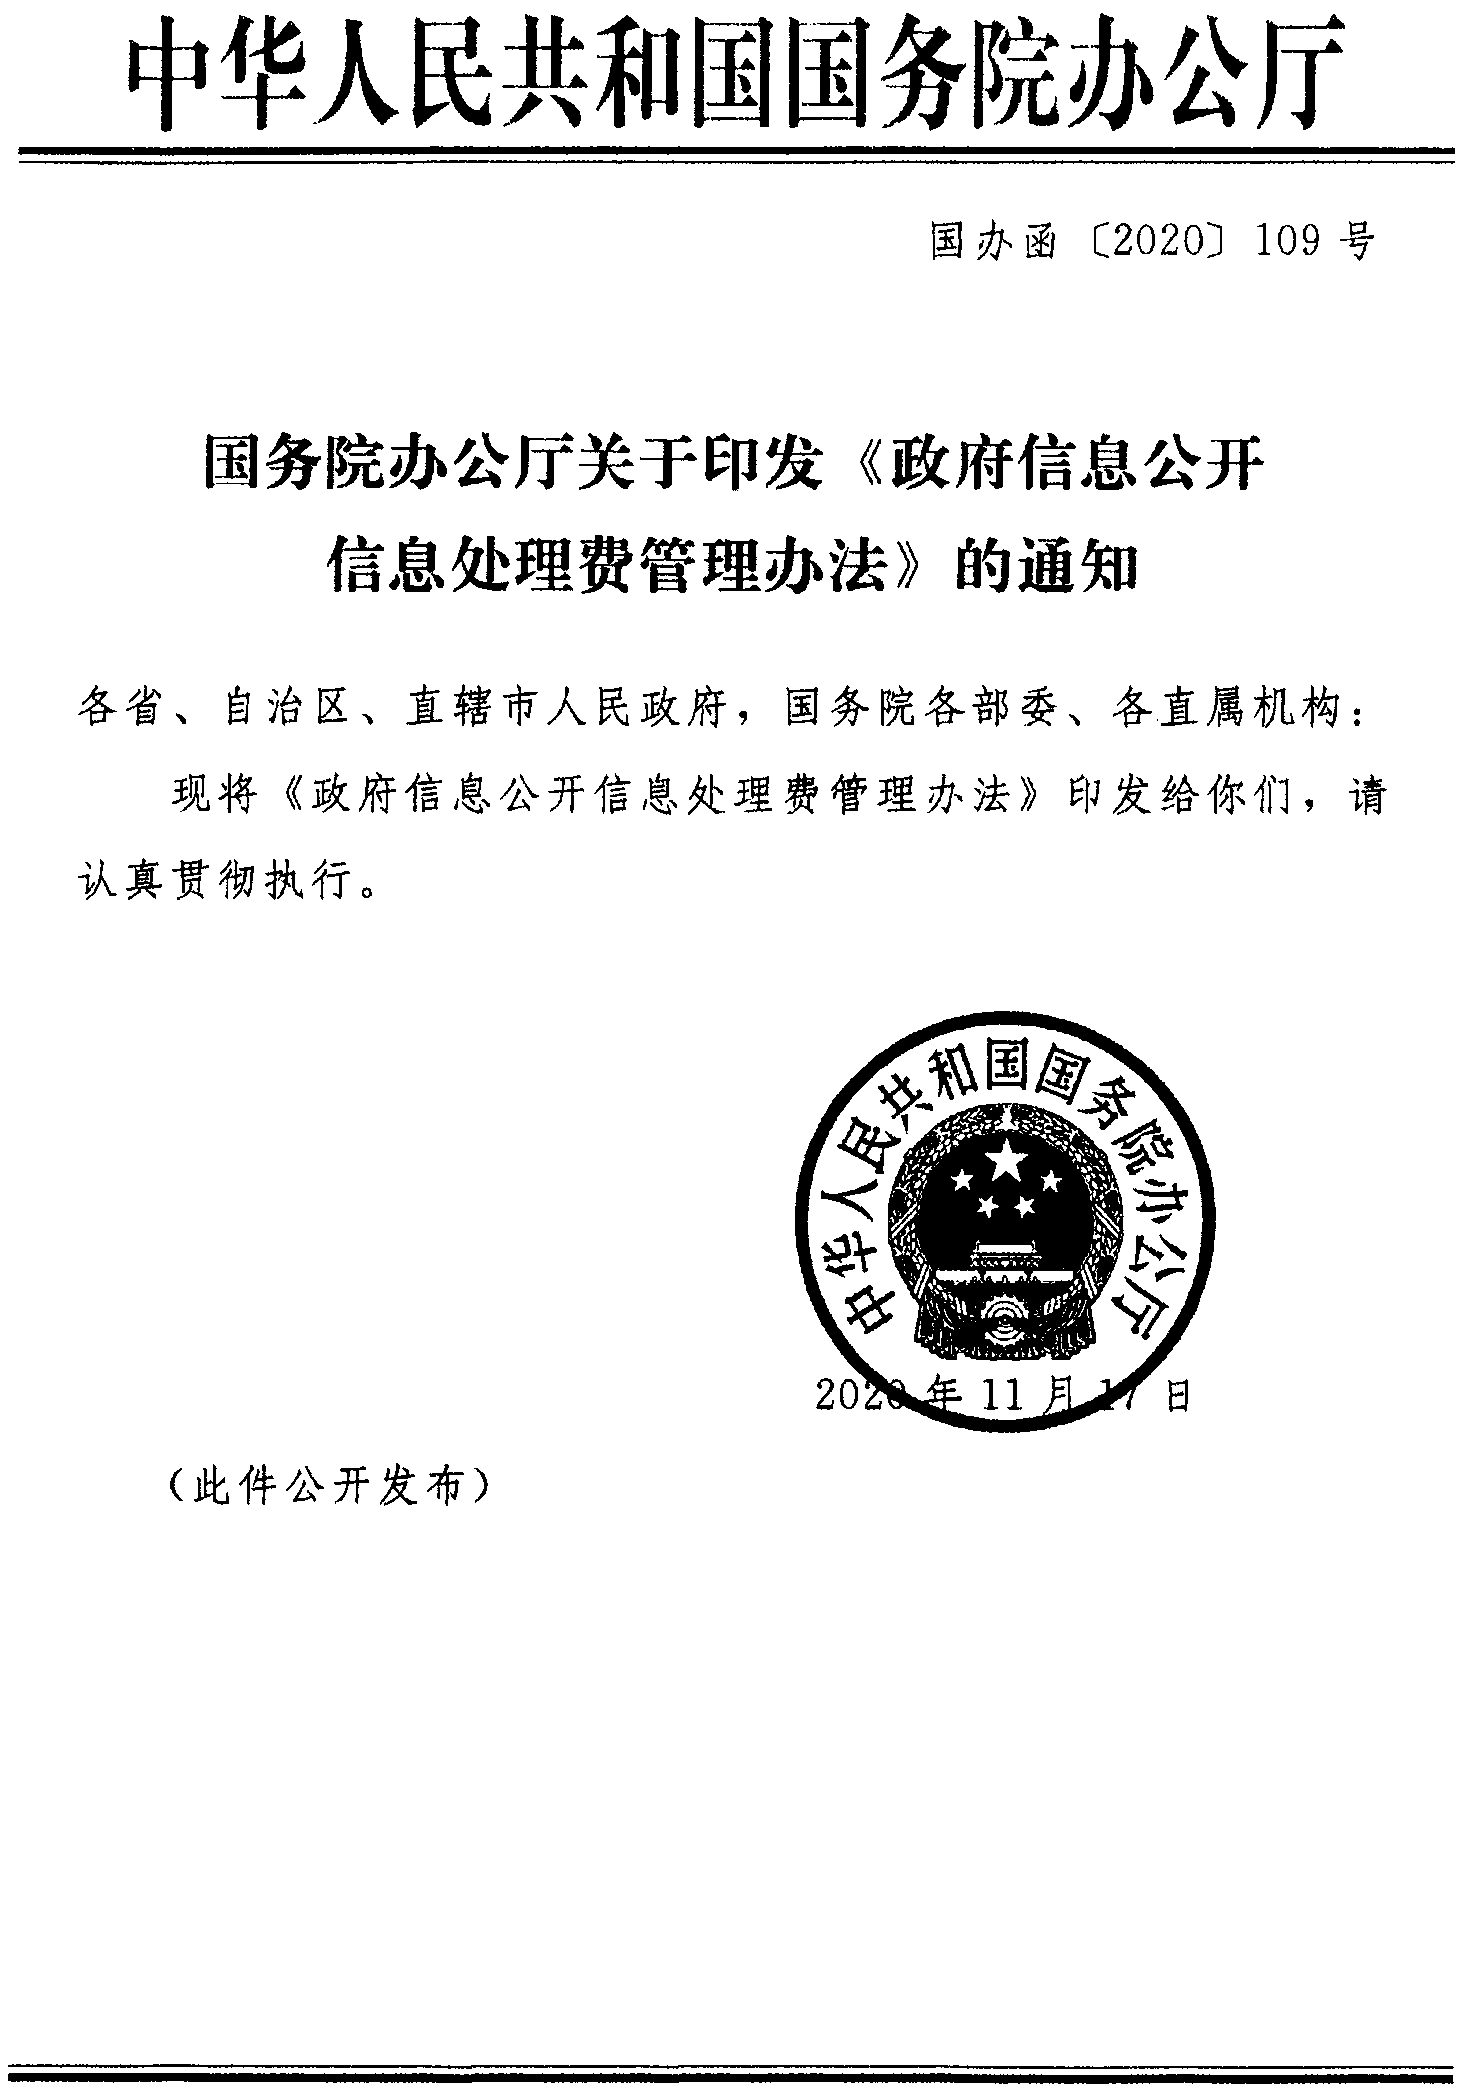 中华人民共和国国务院办公厅
国办函〔2020〕109号
国务院办公厅关于印发《政府信息公开
信息处理费管理办法》的通知
各省、自治区、直辖市人民政府，国务院各部委、各直属机构：
现将《政府信息公开信息处理费管理办法》印发给你们，请
认真贯彻执行。
中华人民共和国国务院办公厅
2020年11月17日
（此件公开发布）